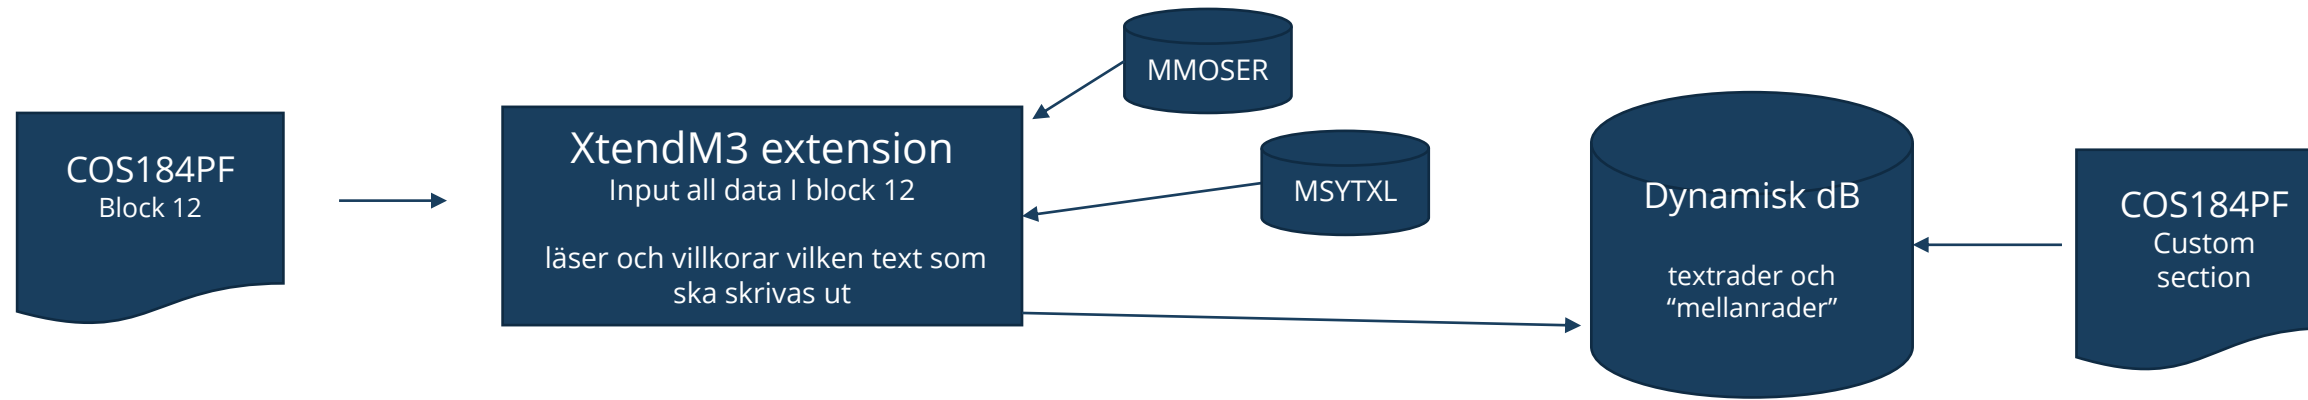 COS184PF
Block 12
XtendM3 extension
Input all data I block 12
läser och villkorar vilken text som
ska skrivas ut
MMOSER
MSYTXL
Dynamisk dB
textrader och
“mellanrader”
COS184PF
Custom
section